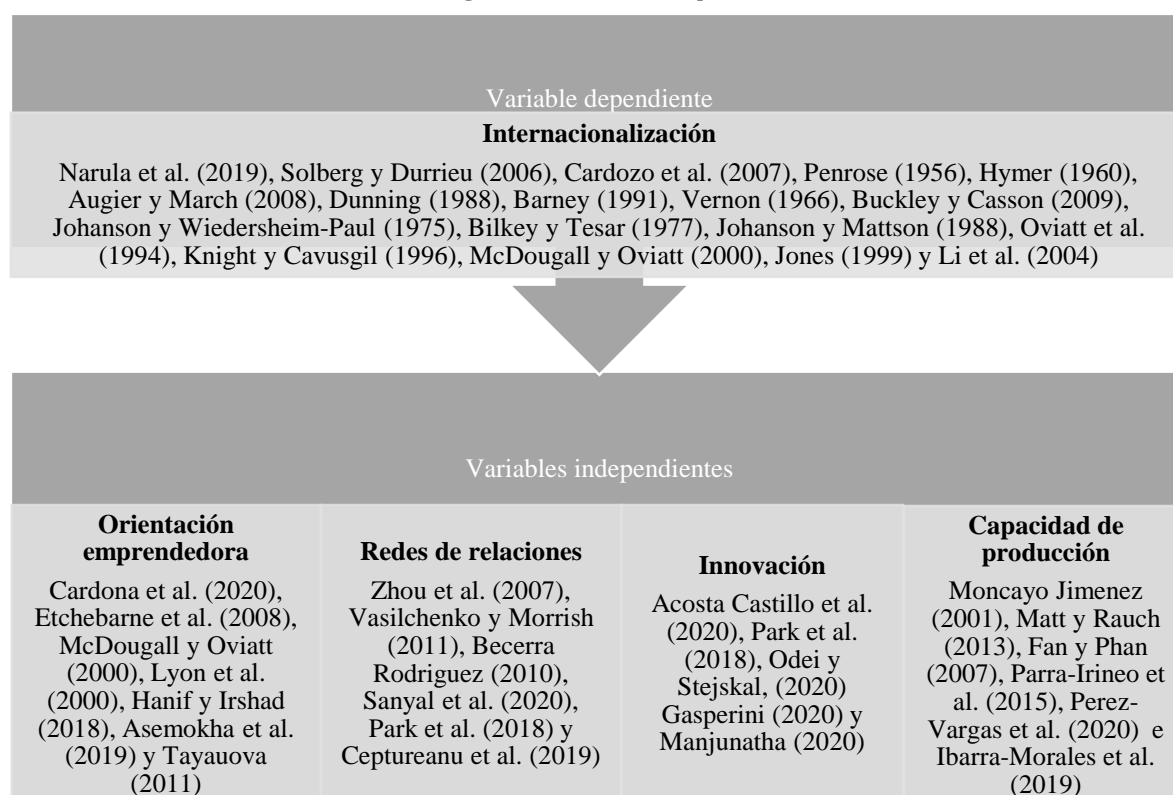 Variable dependiente
Internacionalización
Narula et al. (2019), Solberg y Durrieu (2006), Cardozo et al. (2007), Penrose (1956), Hymer (1960),
Augier y March (2008), Dunning (1988), Barney (1991), Vernon (1966), Buckley y Casson (2009),
Johanson y Wiedersheim-Paul (1975), Bilkey y Tesar (1977), Johanson y Mattson (1988), Oviatt et al.
(1994), Knight y Cavusgil (1996), McDougall y Oviatt (2000), Jones (1999) y Li et al. (2004)
Variables independientes
Orientación
emprendedora
Cardona et al. (2020),
Etchebarne et al. (2008),
McDougall y Oviatt
(2000), Lyon et al.
(2000), Hanif y Irshad
(2018), Asemokha et al.
(2019) y Tayauova
(2011)
Redes de relaciones
Zhou et al. (2007),
Vasilchenko y Morrish
(2011), Becerra
Rodriguez (2010),
Sanyal et al. (2020),
Park et al. (2018) y
Ceptureanu et al. (2019)
Innovación
Acosta Castillo et al.
(2020), Park et al.
(2018), Odei y
Stejskal, (2020)
Gasperini (2020) y
Manjunatha (2020)
Capacidad de
producción
Moncayo Jimenez
(2001), Matt y Rauch
(2013), Fan y Phan
(2007), Parra-Irineo et
al. (2015), Perez-
Vargas et al. (2020) e
Ibarra-Morales et al.
(2019)